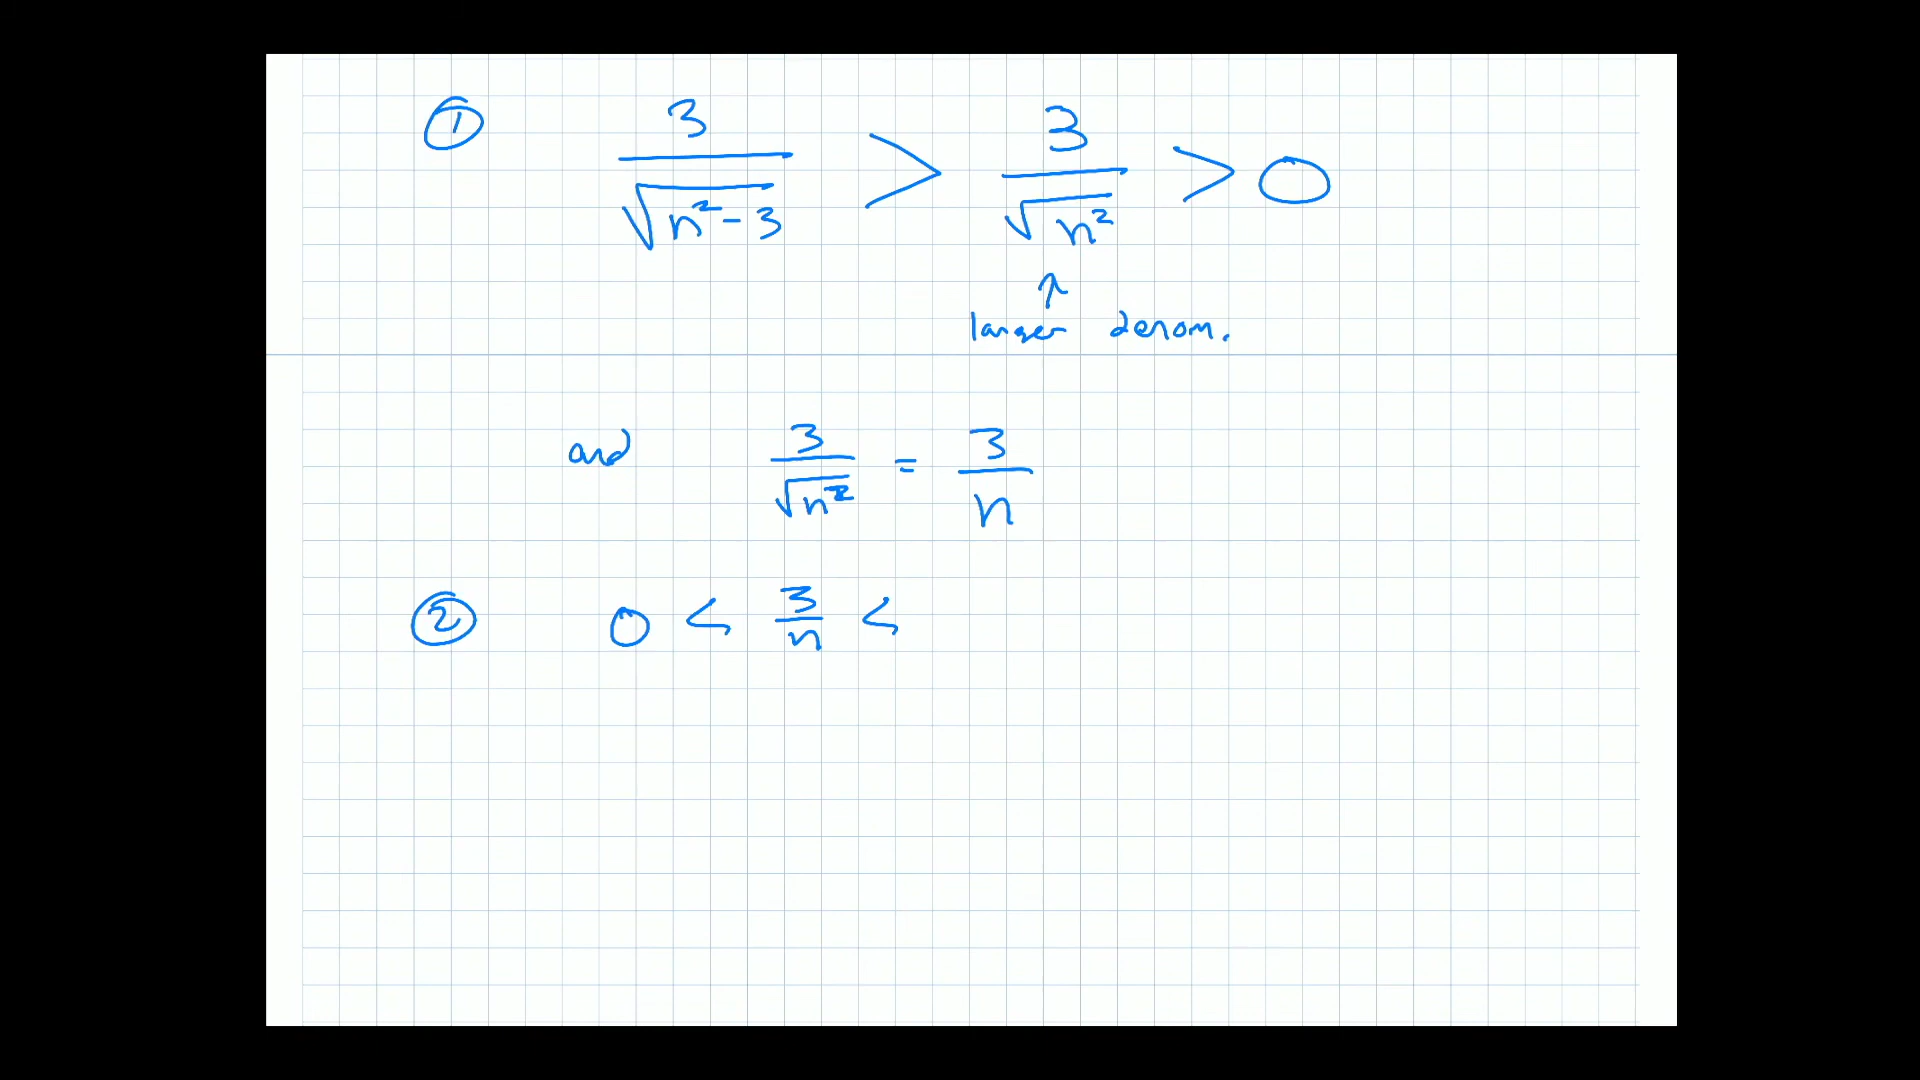 ① 3/√(n²-3) > 3/√(n²) > 0
↑
larger denom.
and 3/√(n²) = 3/n
② 0 < 3/n <